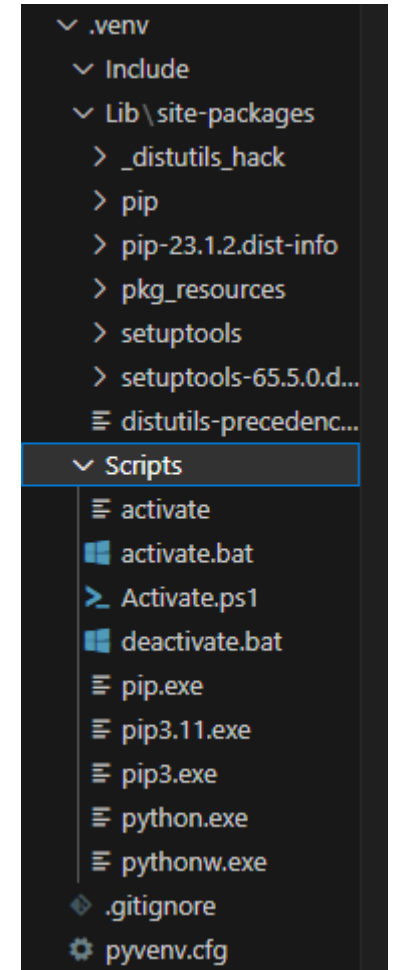 .venv
Include
Lib\site-packages
_distutils_hack
pip
pip-23.1.2.dist-info
pkg_resources
setuptools
setuptools-65.5.0.d...
distutils-precedenc...
Scripts
activate
activate.bat
Activate.ps1
deactivate.bat
pip.exe
pip3.11.exe
pip3.exe
python.exe
pythonw.exe
.gitignore
pyvenv.cfg